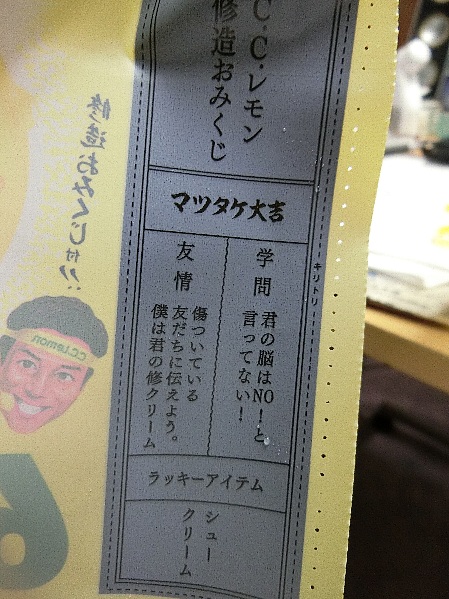 C.C.レモン
修造おみくじ
マツタケ大吉
学問
君の脳はNO!と
言ってない!
友情
傷ついている
友だちに伝えよう。
僕は君の修クリーム
ラッキーアイテム
シュー
クリーム
キリトリ
修造おみくじ付!!
C.C.Lemon
6